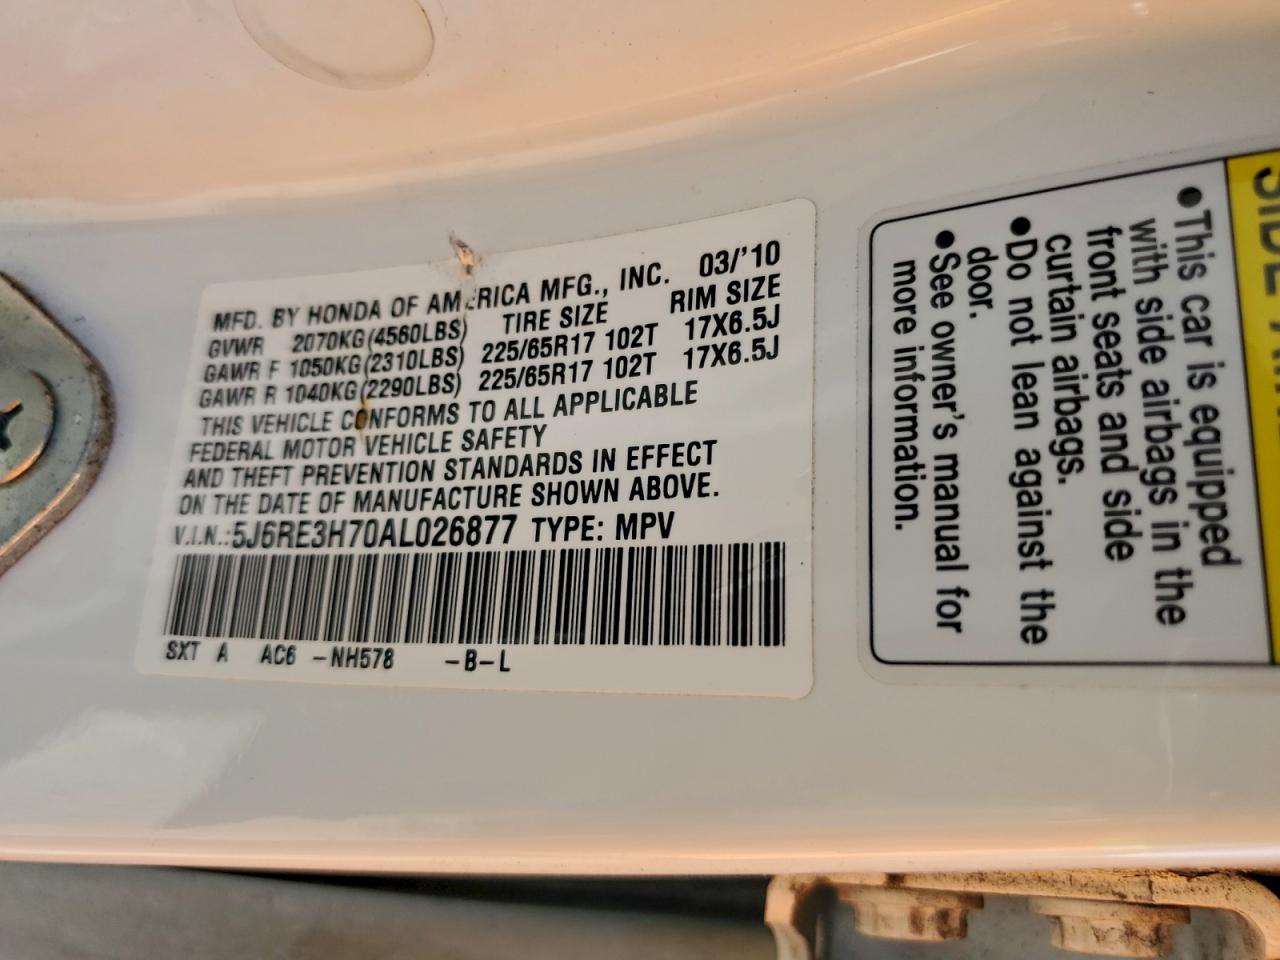 MFD. BY HONDA OF AMERICA MFG., INC. 03/'10
GVWR 2070KG(4560LBS) TIRE SIZE RIM SIZE
GAWR F 1050KG(2310LBS) 225/65R17 102T 17X6.5J
GAWR R 1040KG(2290LBS) 225/65R17 102T 17X6.5J
THIS VEHICLE CONFORMS TO ALL APPLICABLE
FEDERAL MOTOR VEHICLE SAFETY
AND THEFT PREVENTION STANDARDS IN EFFECT
ON THE DATE OF MANUFACTURE SHOWN ABOVE.
V.I.N.:5J6RE3H70AL026877 TYPE: MPV
SXT A AC6 -NH578 -B-L
SIDE
•This car is equipped
with side airbags in the
front seats and side
curtain airbags.
•Do not lean against the
door.
•See owner's manual for
more information.